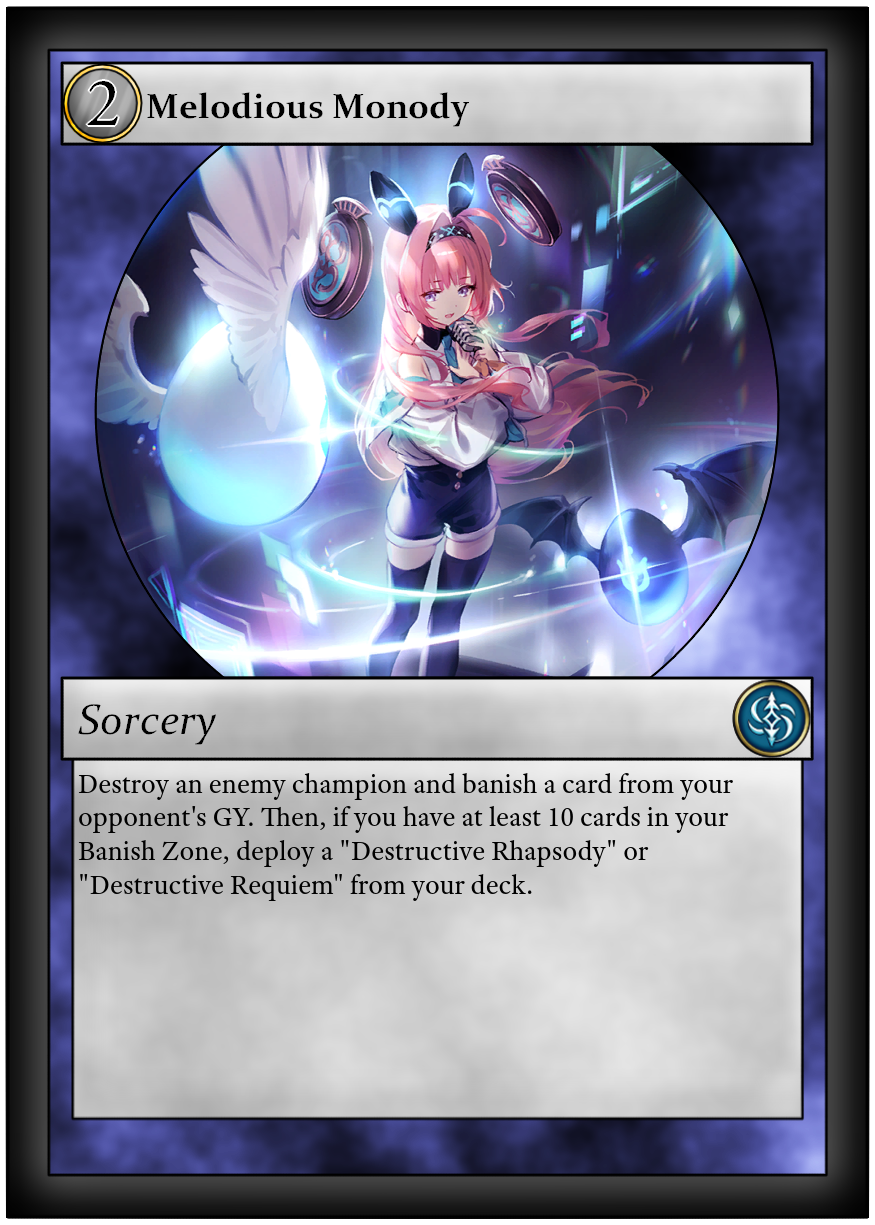 2 Melodious Monody
Sorcery
Destroy an enemy champion and banish a card from your
opponent's GY. Then, if you have at least 10 cards in your
Banish Zone, deploy a "Destructive Rhapsody" or
"Destructive Requiem" from your deck.